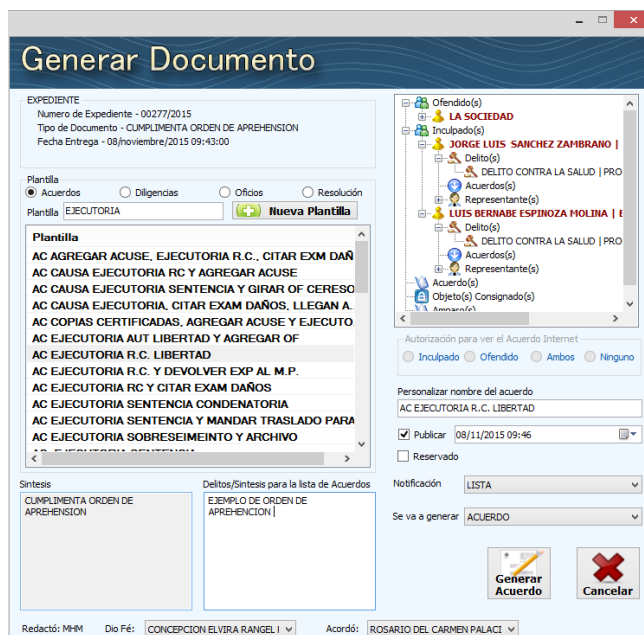 Generar Documento
EXPEDIENTE
Numero de Expediente - 00277/2015
Tipo de Documento - CUMPLIMENTA ORDEN DE APREHENSION
Fecha Entrega - 08/noviembre/2015 09:43:00
Plantilla
Acuerdos Diligencias Oficios Resolución
Plantilla EJECUTORIA Nueva Plantilla
Plantilla
AC AGREGAR ACUSE, EJECUTORIA R.C., CITAR EXM DAÑ
AC CAUSA EJECUTORIA RC Y AGREGAR ACUSE
AC CAUSA EJECUTORIA SENTENCIA Y GIRAR OF CERESO
AC CAUSA EJECUTORIA, CITAR EXAM DAÑOS, LLEGAN A.
AC COPIAS CERTIFICADAS, AGREGAR ACUSE Y EJECUTO
AC EJECUTORIA AUT LIBERTAD Y AGREGAR OF
AC EJECUTORIA R.C. LIBERTAD
AC EJECUTORIA R.C. Y DEVOLVER EXP AL M.P.
AC EJECUTORIA RC Y CITAR EXAM DAÑOS
AC EJECUTORIA SENTENCIA CONDENATORIA
AC EJECUTORIA SENTENCIA Y MANDAR TRASLADO PARA
AC EJECUTORIA SOBRESEIMEINTO Y ARCHIVO
AC EJECUTORIA SENTENCIA
Sintesis
CUMPLIMENTA ORDEN DE
APREHENSION
Delitos/Sintesis para la lista de Acuerdos
EJEMPLO DE ORDEN DE
APREHENCION
Ofendido(s)
LA SOCIEDAD
Inculpado(s)
JORGE LUIS SANCHEZ ZAMBRANO |
Delito(s)
DELITO CONTRA LA SALUD | PRO
Acuerdos(s)
Representante(s)
LUIS BERNABE ESPINOZA MOLINA | E
Delito(s)
DELITO CONTRA LA SALUD | PRO
Acuerdos(s)
Representante(s)
Acuerdo(s)
Objeto(s) Consignado(s)
Amparo(s)
Autorización para ver el Acuerdo Internet
Inculpado Ofendido Ambos Ninguno
Personalizar nombre del acuerdo
AC EJECUTORIA R.C. LIBERTAD
Publicar 08/11/2015 09:46
Reservado
Notificación LISTA
Se va a generar ACUERDO
Generar
Acuerdo
Cancelar
Redactó: MHM Dio Fé: CONCEPCION ELVIRA RANGEL Acordó: ROSARIO DEL CARMEN PALACI